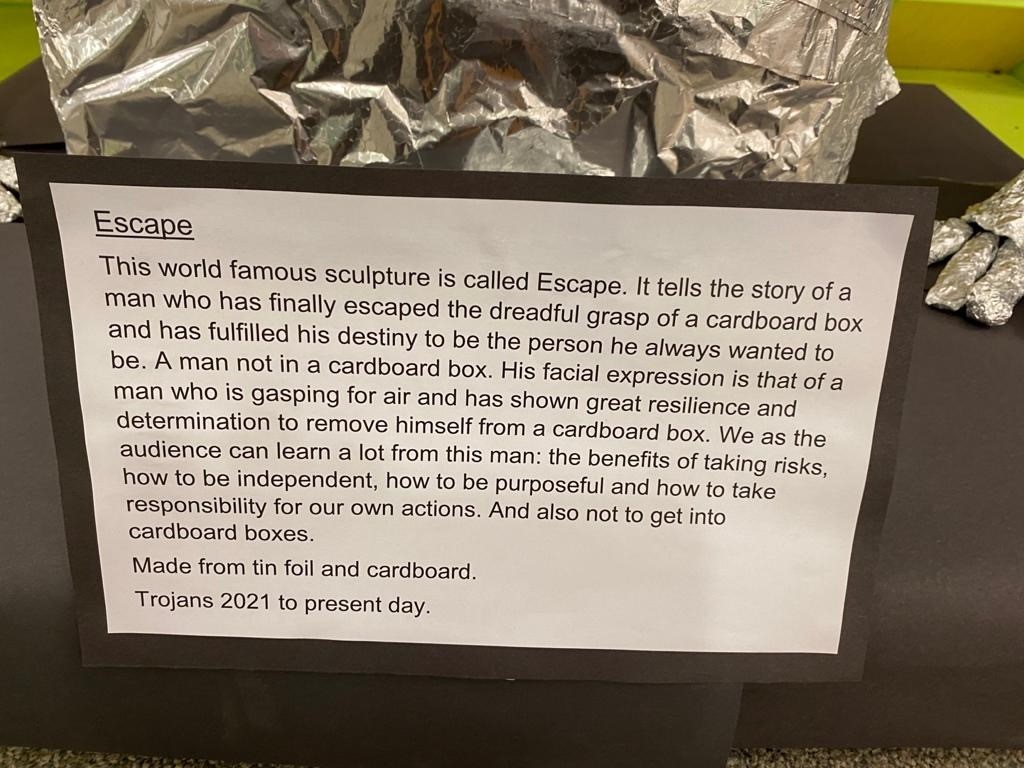 Escape
This world famous sculpture is called Escape. It tells the story of a
man who has finally escaped the dreadful grasp of a cardboard box
and has fulfilled his destiny to be the person he always wanted to
be. A man not in a cardboard box. His facial expression is that of a
man who is gasping for air and has shown great resilience and
determination to remove himself from a cardboard box. We as the
audience can learn a lot from this man: the benefits of taking risks,
how to be independent, how to be purposeful and how to take
responsibility for our own actions. And also not to get into
cardboard boxes.
Made from tin foil and cardboard.
Trojans 2021 to present day.